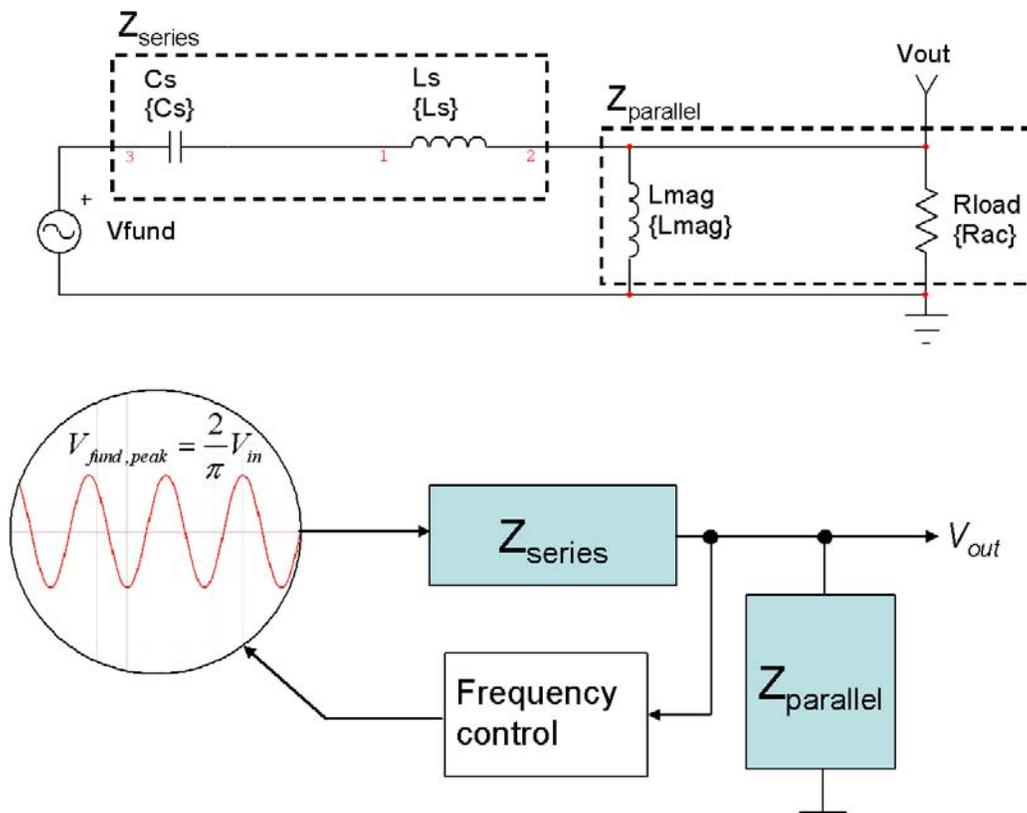 Zseries
Cs
{Cs}
Ls
{Ls}
Vout
Zparallel
3
1
2
+
Vfund
Lmag
{Lmag}
Rload
{Rac}
Vfund,peak = 2/π Vin
Zseries
Vout
Frequency
control
Zparallel